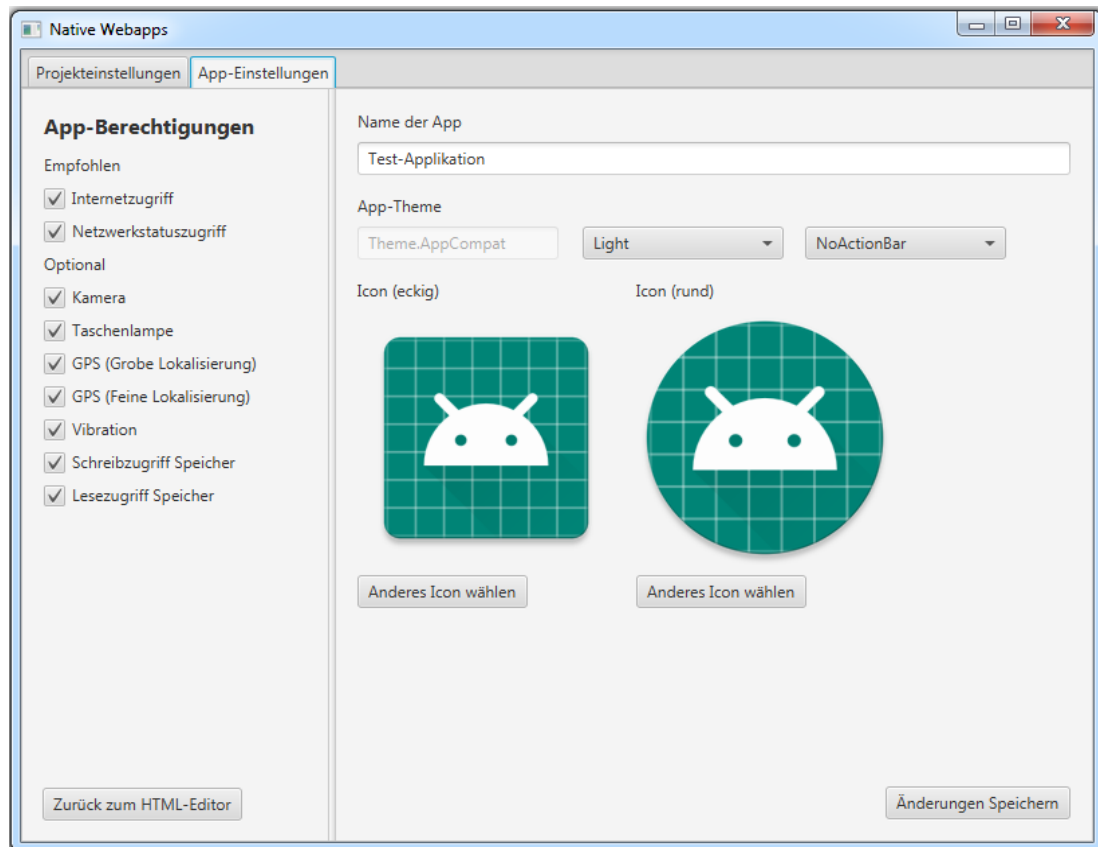 Native Webapps
Projekteinstellungen
App-Einstellungen
App-Berechtigungen
Empfohlen
Internetzugriff
Netzwerkstatuszugriff
Optional
Kamera
Taschenlampe
GPS (Grobe Lokalisierung)
GPS (Feine Lokalisierung)
Vibration
Schreibzugriff Speicher
Lesezugriff Speicher
Zurück zum HTML-Editor
Name der App
Test-Applikation
App-Theme
Theme.AppCompat
Light
NoActionBar
Icon (eckig)
Icon (rund)
Anderes Icon wählen
Anderes Icon wählen
Änderungen Speichern